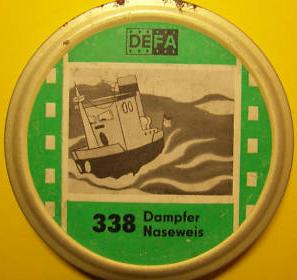 DEFA
338 Dampfer
Naseweis